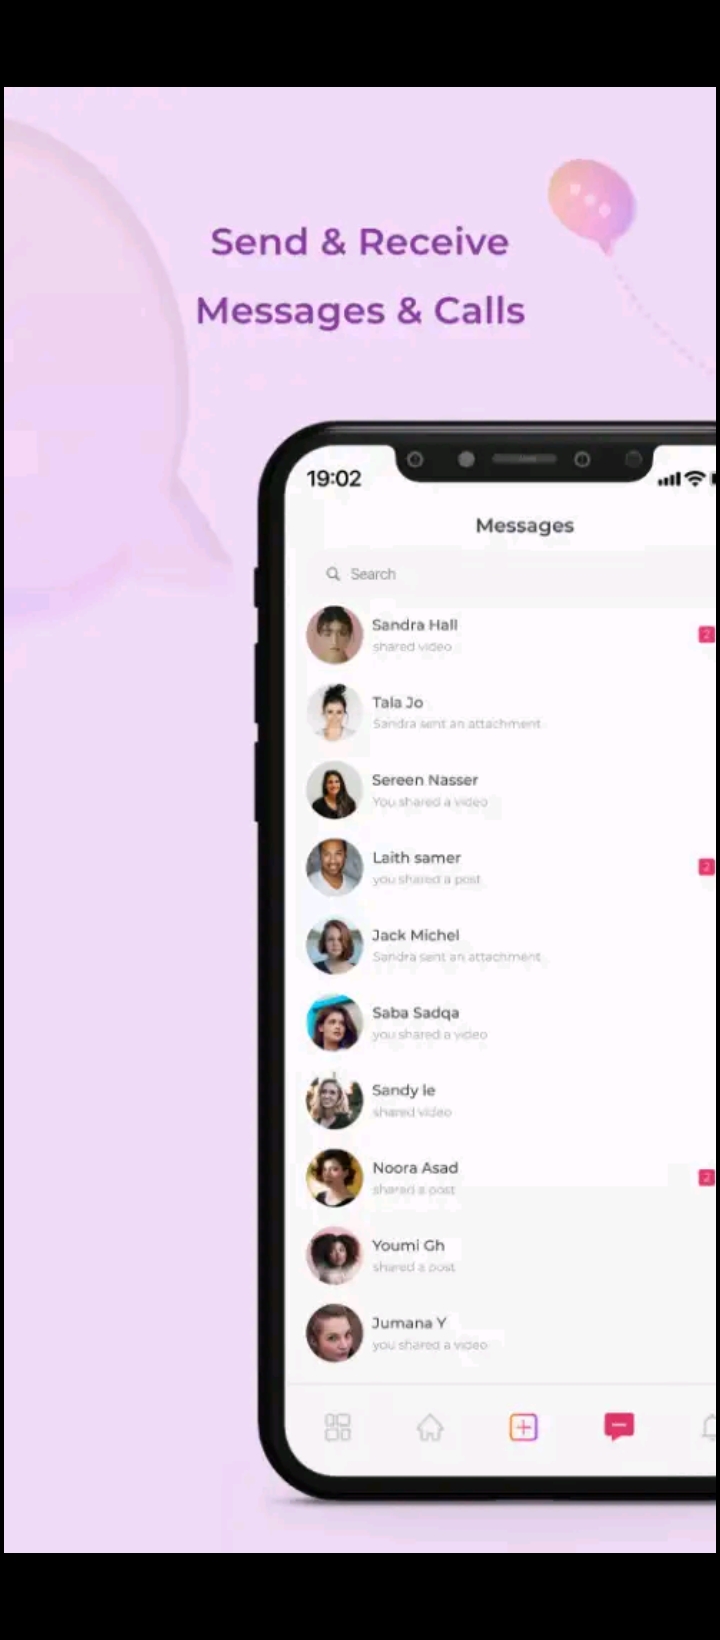 Send & Receive
Messages & Calls
19:02
Messages
Search
Sandra Hall
2
shared video
Tala Jo
Sandra sent an attachment
Sereen Nasser
You shared a video
Laith samer
2
you shared a post
Jack Michel
Sandra sent an attachment
Saba Sadqa
you shared a video
Sandy le
shared video
Noora Asad
2
shared a post
Youmi Gh
shared a post
Jumana Y
you shared a video